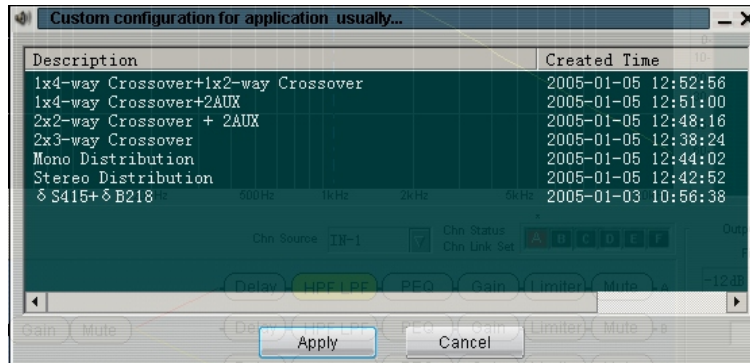 Custom configuration for application usually...
Description Created Time
1x4-way Crossover+1x2-way Crossover 2005-01-05 12:52:56
1x4-way Crossover+2AUX 2005-01-05 12:51:00
2x2-way Crossover + 2AUX 2005-01-05 12:48:16
2x3-way Crossover 2005-01-05 12:38:24
Mono Distribution 2005-01-05 12:44:02
Stereo Distribution 2005-01-05 12:42:52
δS415+δB218 2005-01-03 10:56:38
500Hz 1kHz 2kHz 5kHz
Chn Source IN-1 Chn Status
Chn Link Set A B C D E F
Delay HPF LPF PEQ Gain Limiter Mute A
-12dB
Gain Mute Delay HPF LPF PEQ Gain Limiter Mute B
Apply Cancel